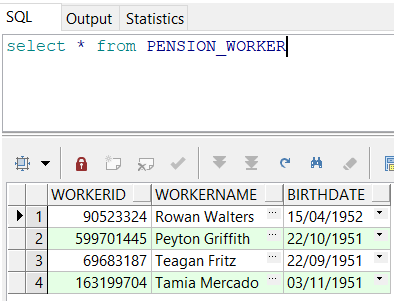 SQL Output Statistics
select * from PENSION_WORKER
WORKERID WORKERNAME BIRTHDATE
1 90523324 Rowan Walters ... 15/04/1952
2 599701445 Peyton Griffith ... 22/10/1951
3 69683187 Teagan Fritz ... 22/09/1951
4 163199704 Tamia Mercado ... 03/11/1951